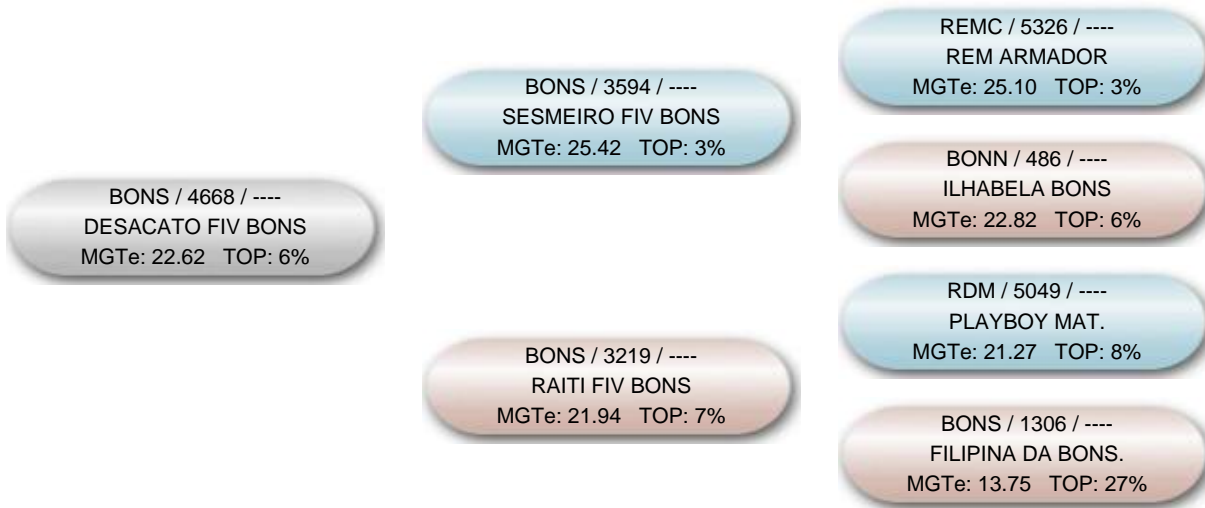 REMC / 5326 / ----
REM ARMADOR
MGTe: 25.10 TOP: 3%
BONS / 3594 / ----
SESMEIRO FIV BONS
MGTe: 25.42 TOP: 3%
BONN / 486 / ----
ILHABELA BONS
MGTe: 22.82 TOP: 6%
BONS / 4668 / ----
DESACATO FIV BONS
MGTe: 22.62 TOP: 6%
RDM / 5049 / ----
PLAYBOY MAT.
MGTe: 21.27 TOP: 8%
BONS / 3219 / ----
RAITI FIV BONS
MGTe: 21.94 TOP: 7%
BONS / 1306 / ----
FILIPINA DA BONS.
MGTe: 13.75 TOP: 27%